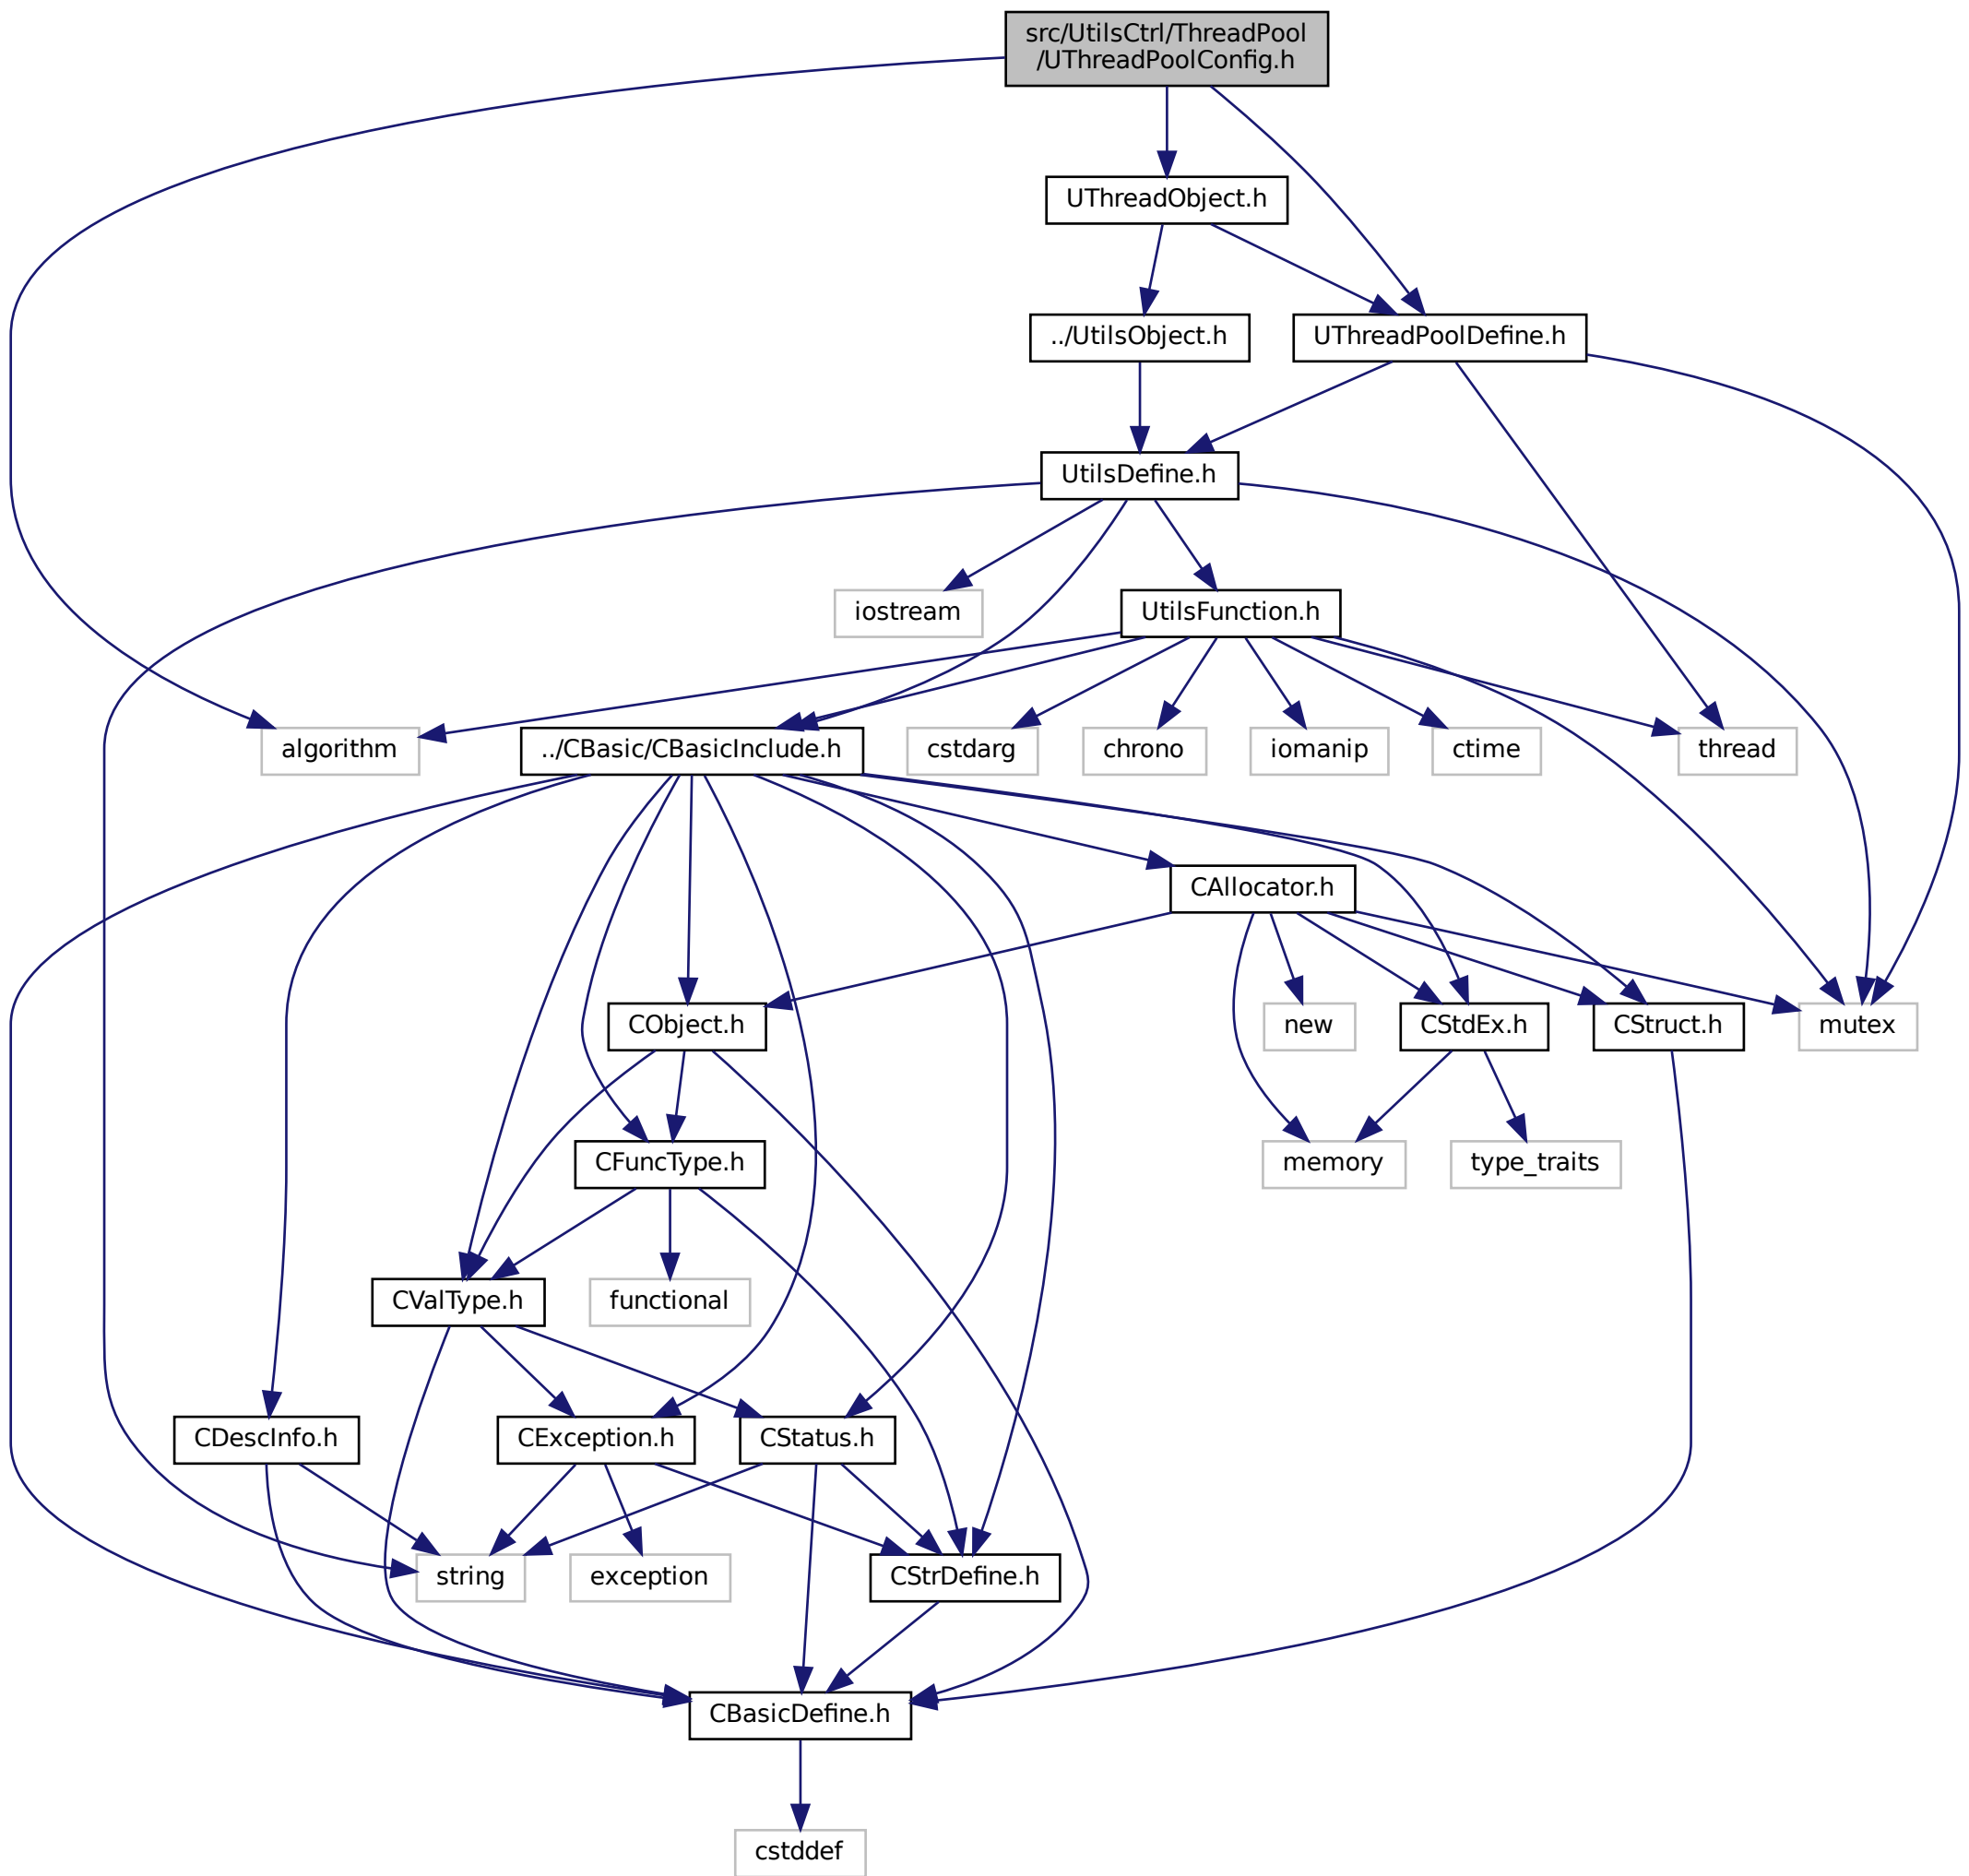 src/UtilsCtrl/ThreadPool
/UThreadPoolConfig.h
UThreadObject.h
../UtilsObject.h
UThreadPoolDefine.h
UtilsDefine.h
iostream
UtilsFunction.h
algorithm
../CBasic/CBasicInclude.h
cstdarg
chrono
iomanip
ctime
thread
CAllocator.h
CObject.h
new
CStdEx.h
CStruct.h
mutex
CFuncType.h
memory
type_traits
CValType.h
functional
CDescInfo.h
CException.h
CStatus.h
string
exception
CStrDefine.h
CBasicDefine.h
cstddef